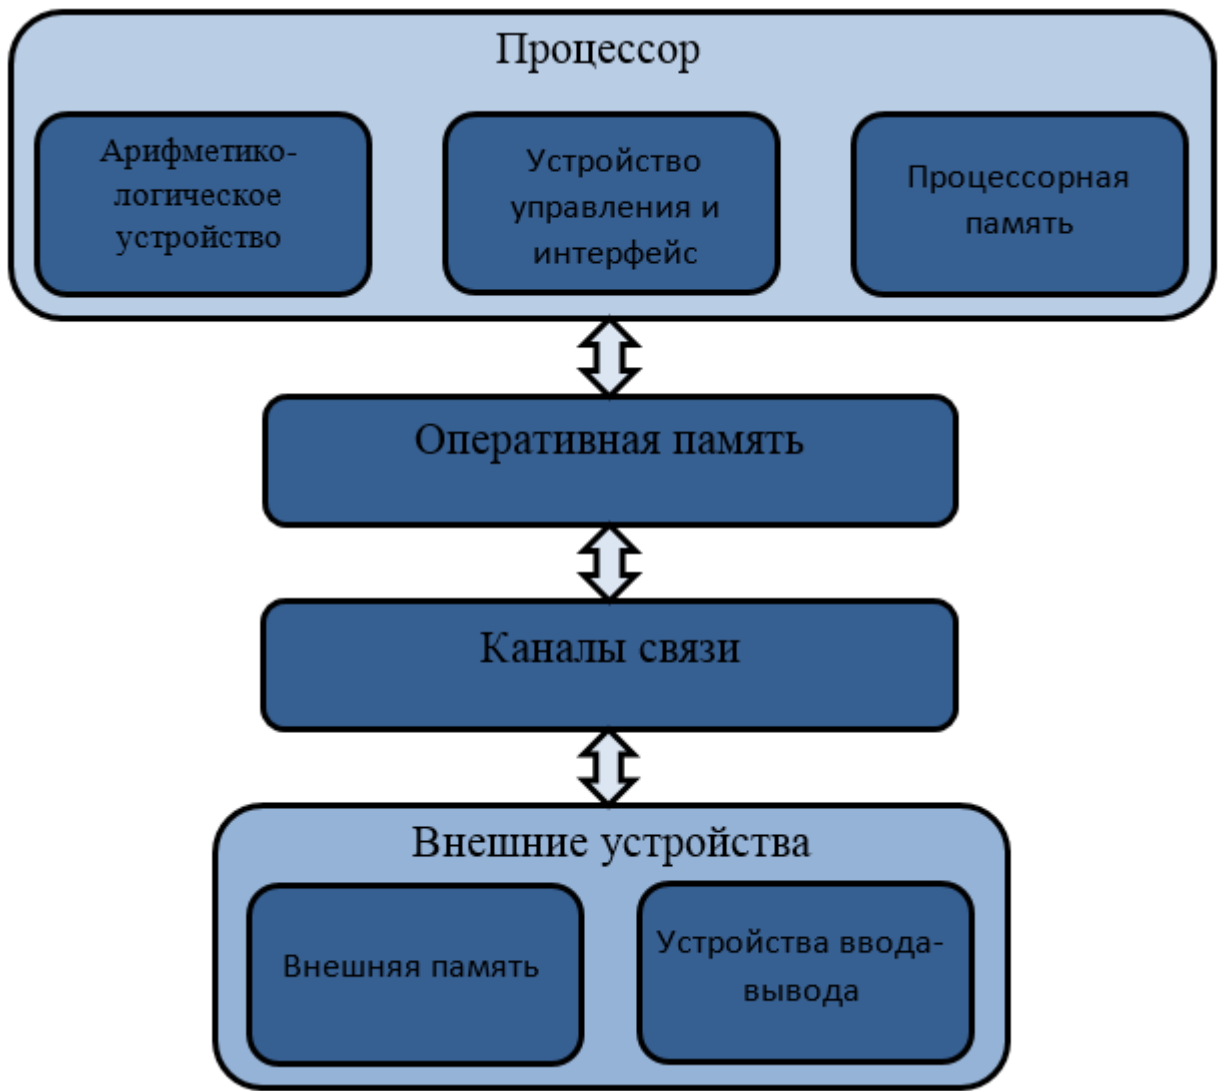 Процессор
Арифметико-
логическое
устройство
Устройство
управления и
интерфейс
Процессорная
память
Оперативная память
Каналы связи
Внешние устройства
Внешняя память
Устройства ввода-
вывода